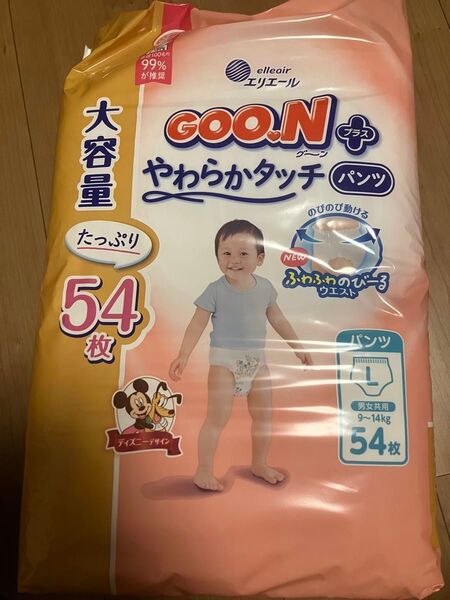 99%
が推奨
elleair
エリエール
GOO.N
プラス
グ〜ン
やわらかタッチ
パンツ
大容量
たっぷり
54枚
のびのび動ける
NEW
ふわふわのびーる
ウエスト
パンツ
L
男女共用
9~14kg
54枚
ディズニーデザイン